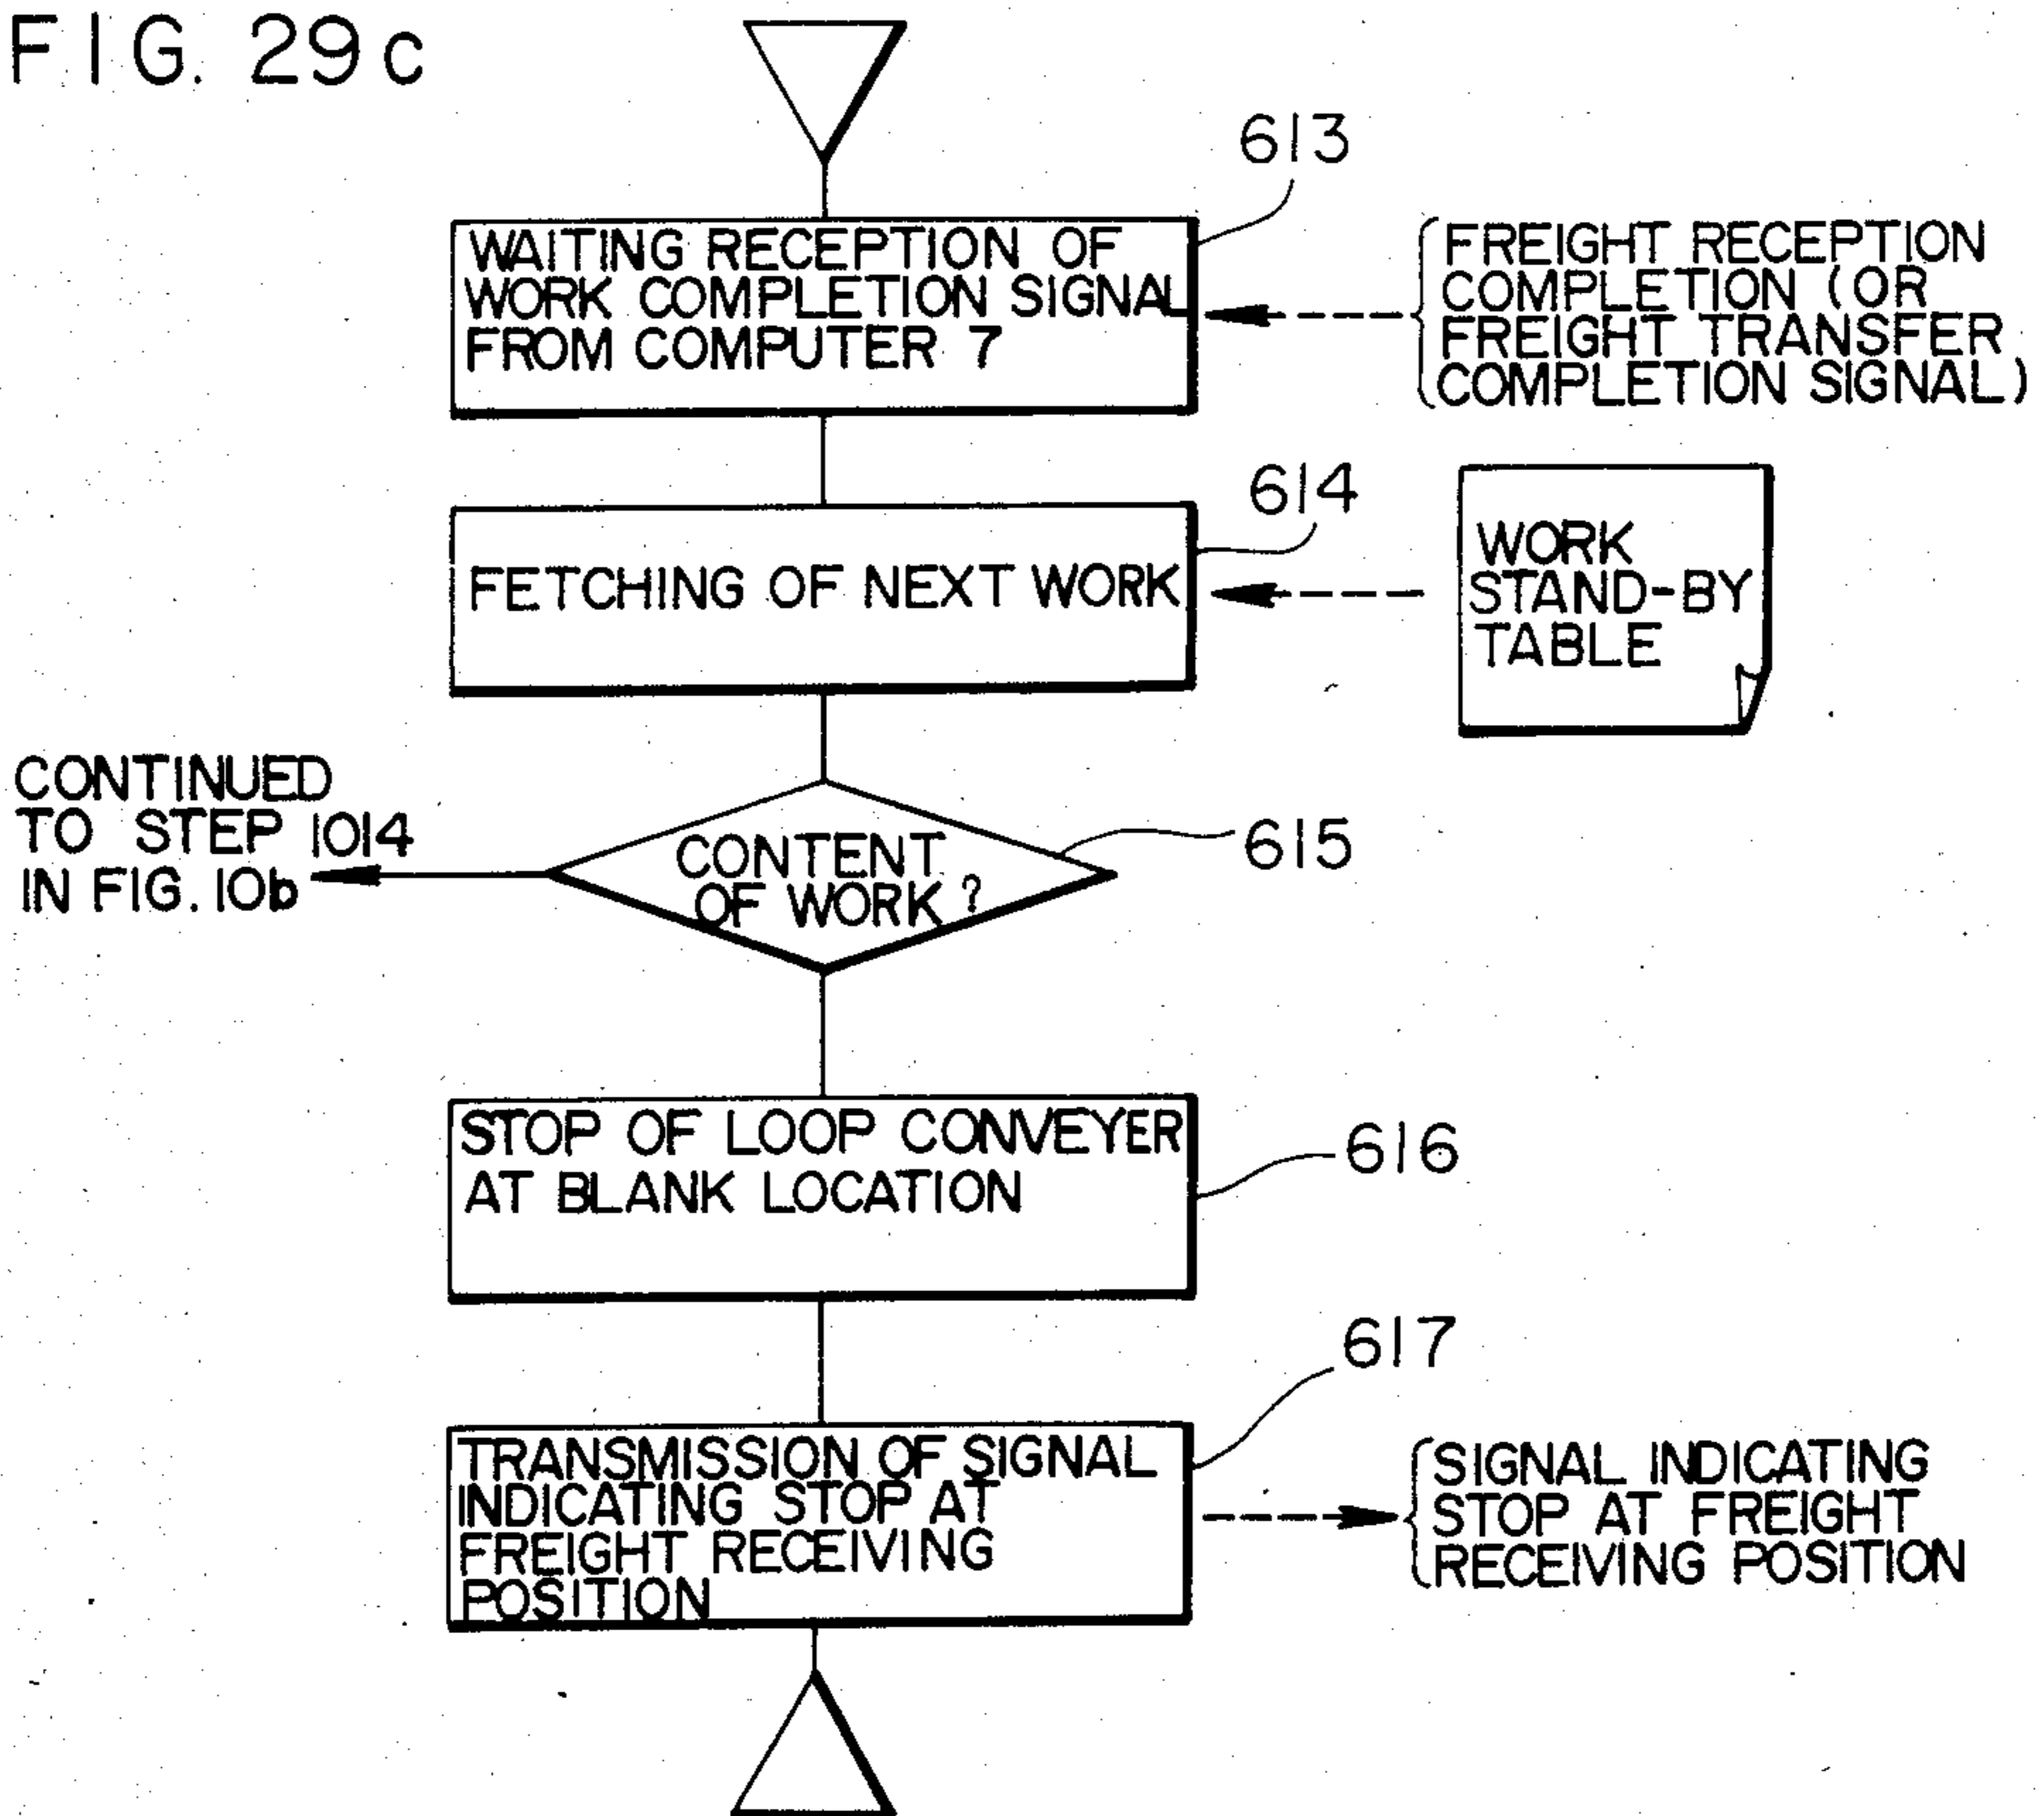 FIG. 29c
613
WAITING RECEPTION OF
WORK COMPLETION SIGNAL
FROM COMPUTER 7
FREIGHT RECEPTION
COMPLETION (OR
FREIGHT TRANSFER
COMPLETION SIGNAL)
614
FETCHING OF NEXT WORK
WORK
STAND-BY
TABLE
CONTINUED
TO STEP 1014
IN FIG. 10b
CONTENT
OF WORK ?
615
STOP OF LOOP CONVEYER
AT BLANK LOCATION
616
617
TRANSMISSION OF SIGNAL
INDICATING STOP AT
FREIGHT RECEIVING
POSITION
SIGNAL INDICATING
STOP AT FREIGHT
RECEIVING POSITION